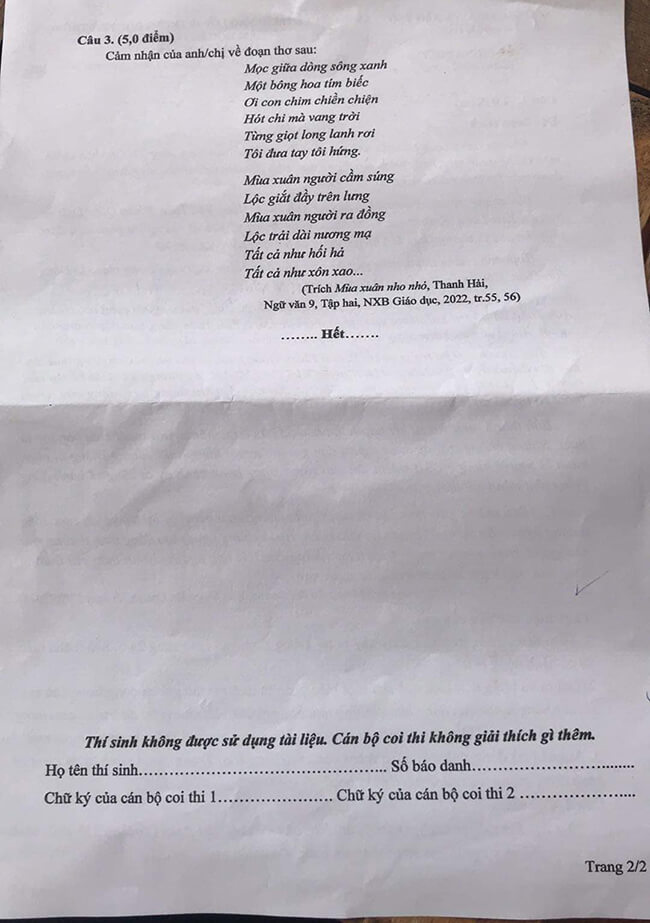 Câu 3. (5,0 điểm)
Cảm nhận của anh/chị về đoạn thơ sau:
Mọc giữa dòng sông xanh
Một bông hoa tím biếc
Ơi con chim chiền chiện
Hót chi mà vang trời
Từng giọt long lanh rơi
Tôi đưa tay tôi hứng.
Mùa xuân người cầm súng
Lộc giắt đầy trên lưng
Mùa xuân người ra đồng
Lộc trải dài nương mạ
Tất cả như hối hả
Tất cả như xôn xao...
(Trích Mùa xuân nho nhỏ, Thanh Hải,
Ngữ văn 9, Tập hai, NXB Giáo dục, 2022, tr.55, 56)
........ Hết.......
Thí sinh không được sử dụng tài liệu. Cán bộ coi thi không giải thích gì thêm.
Họ tên thí sinh.................................................. Số báo danh.................................
Chữ ký của cán bộ coi thi 1....................... Chữ ký của cán bộ coi thi 2 .......................
Trang 2/2